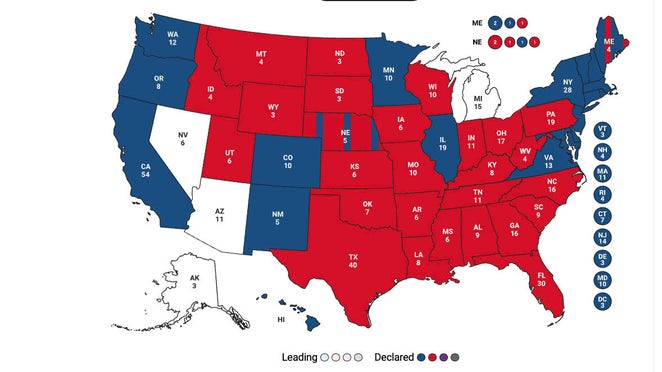 ME 2 1 1
NE 2 1 1 1
WA
12
MT
4
ND
3
MN
10
ME
4
OR
8
ID
4
SD
3
WI
10
NY
28
WY
3
MI
15
PA
19
NV
6
NE
5
IA
6
VT
3
UT
6
CO
10
IL
19
IN
11
OH
17
WV
4
VA
13
NH
4
CA
54
KS
6
MO
10
KY
8
MA
11
NC
16
RI
4
AZ
11
NM
5
OK
7
AR
6
TN
11
SC
9
CT
7
MS
6
AL
9
GA
16
NJ
14
TX
40
LA
8
DE
3
AK
3
FL
30
MD
10
DC
3
HI
Leading Declared